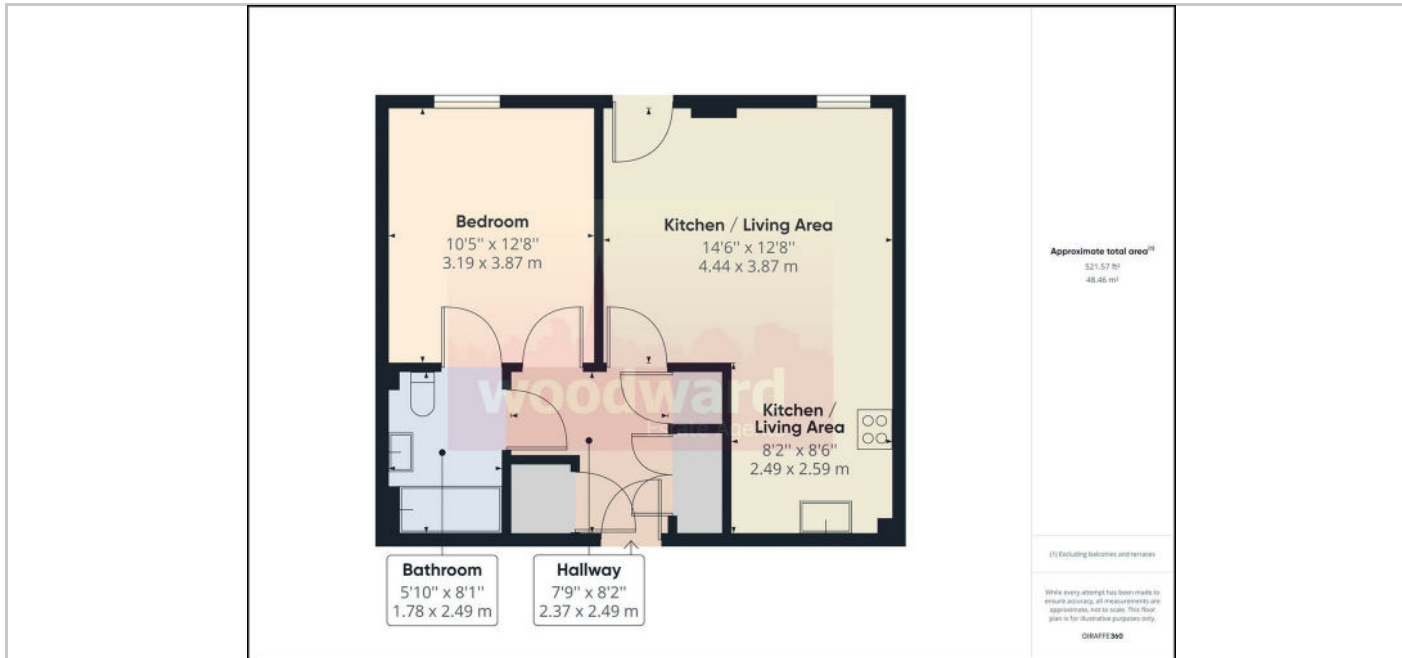 Bedroom
10'5" x 12'8"
3.19 x 3.87 m
Kitchen / Living Area
14'6" x 12'8"
4.44 x 3.87 m
woodward
Estate Age
Kitchen /
Living Area
8'2" x 8'6"
2.49 x 2.59 m
Bathroom
5'10" x 8'1"
1.78 x 2.49 m
Hallway
7'9" x 8'2"
2.37 x 2.49 m
Approximate total area(1)
521.57 ft²
48.46 m²
(1) Excluding balconies and terraces
While every attempt has been made to
ensure accuracy, all measurements are
approximate, not to scale. This floor
plan is for illustrative purposes only.
GIRAFFE360